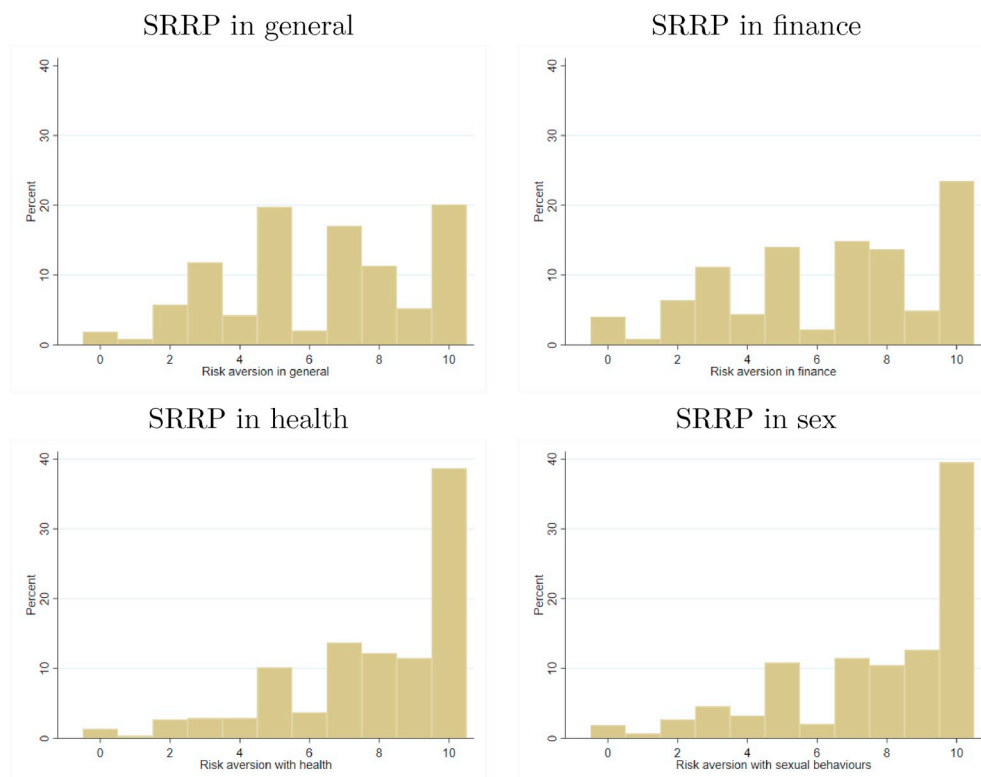 SRRP in general
40
30
20
10
0
Percent
0 2 4 6 8 10
Risk aversion in general
SRRP in finance
40
30
20
10
0
Percent
0 2 4 6 8 10
Risk aversion in finance
SRRP in health
40
30
20
10
0
Percent
0 2 4 6 8 10
Risk aversion with health
SRRP in sex
40
30
20
10
0
Percent
0 2 4 6 8 10
Risk aversion with sexual behaviours